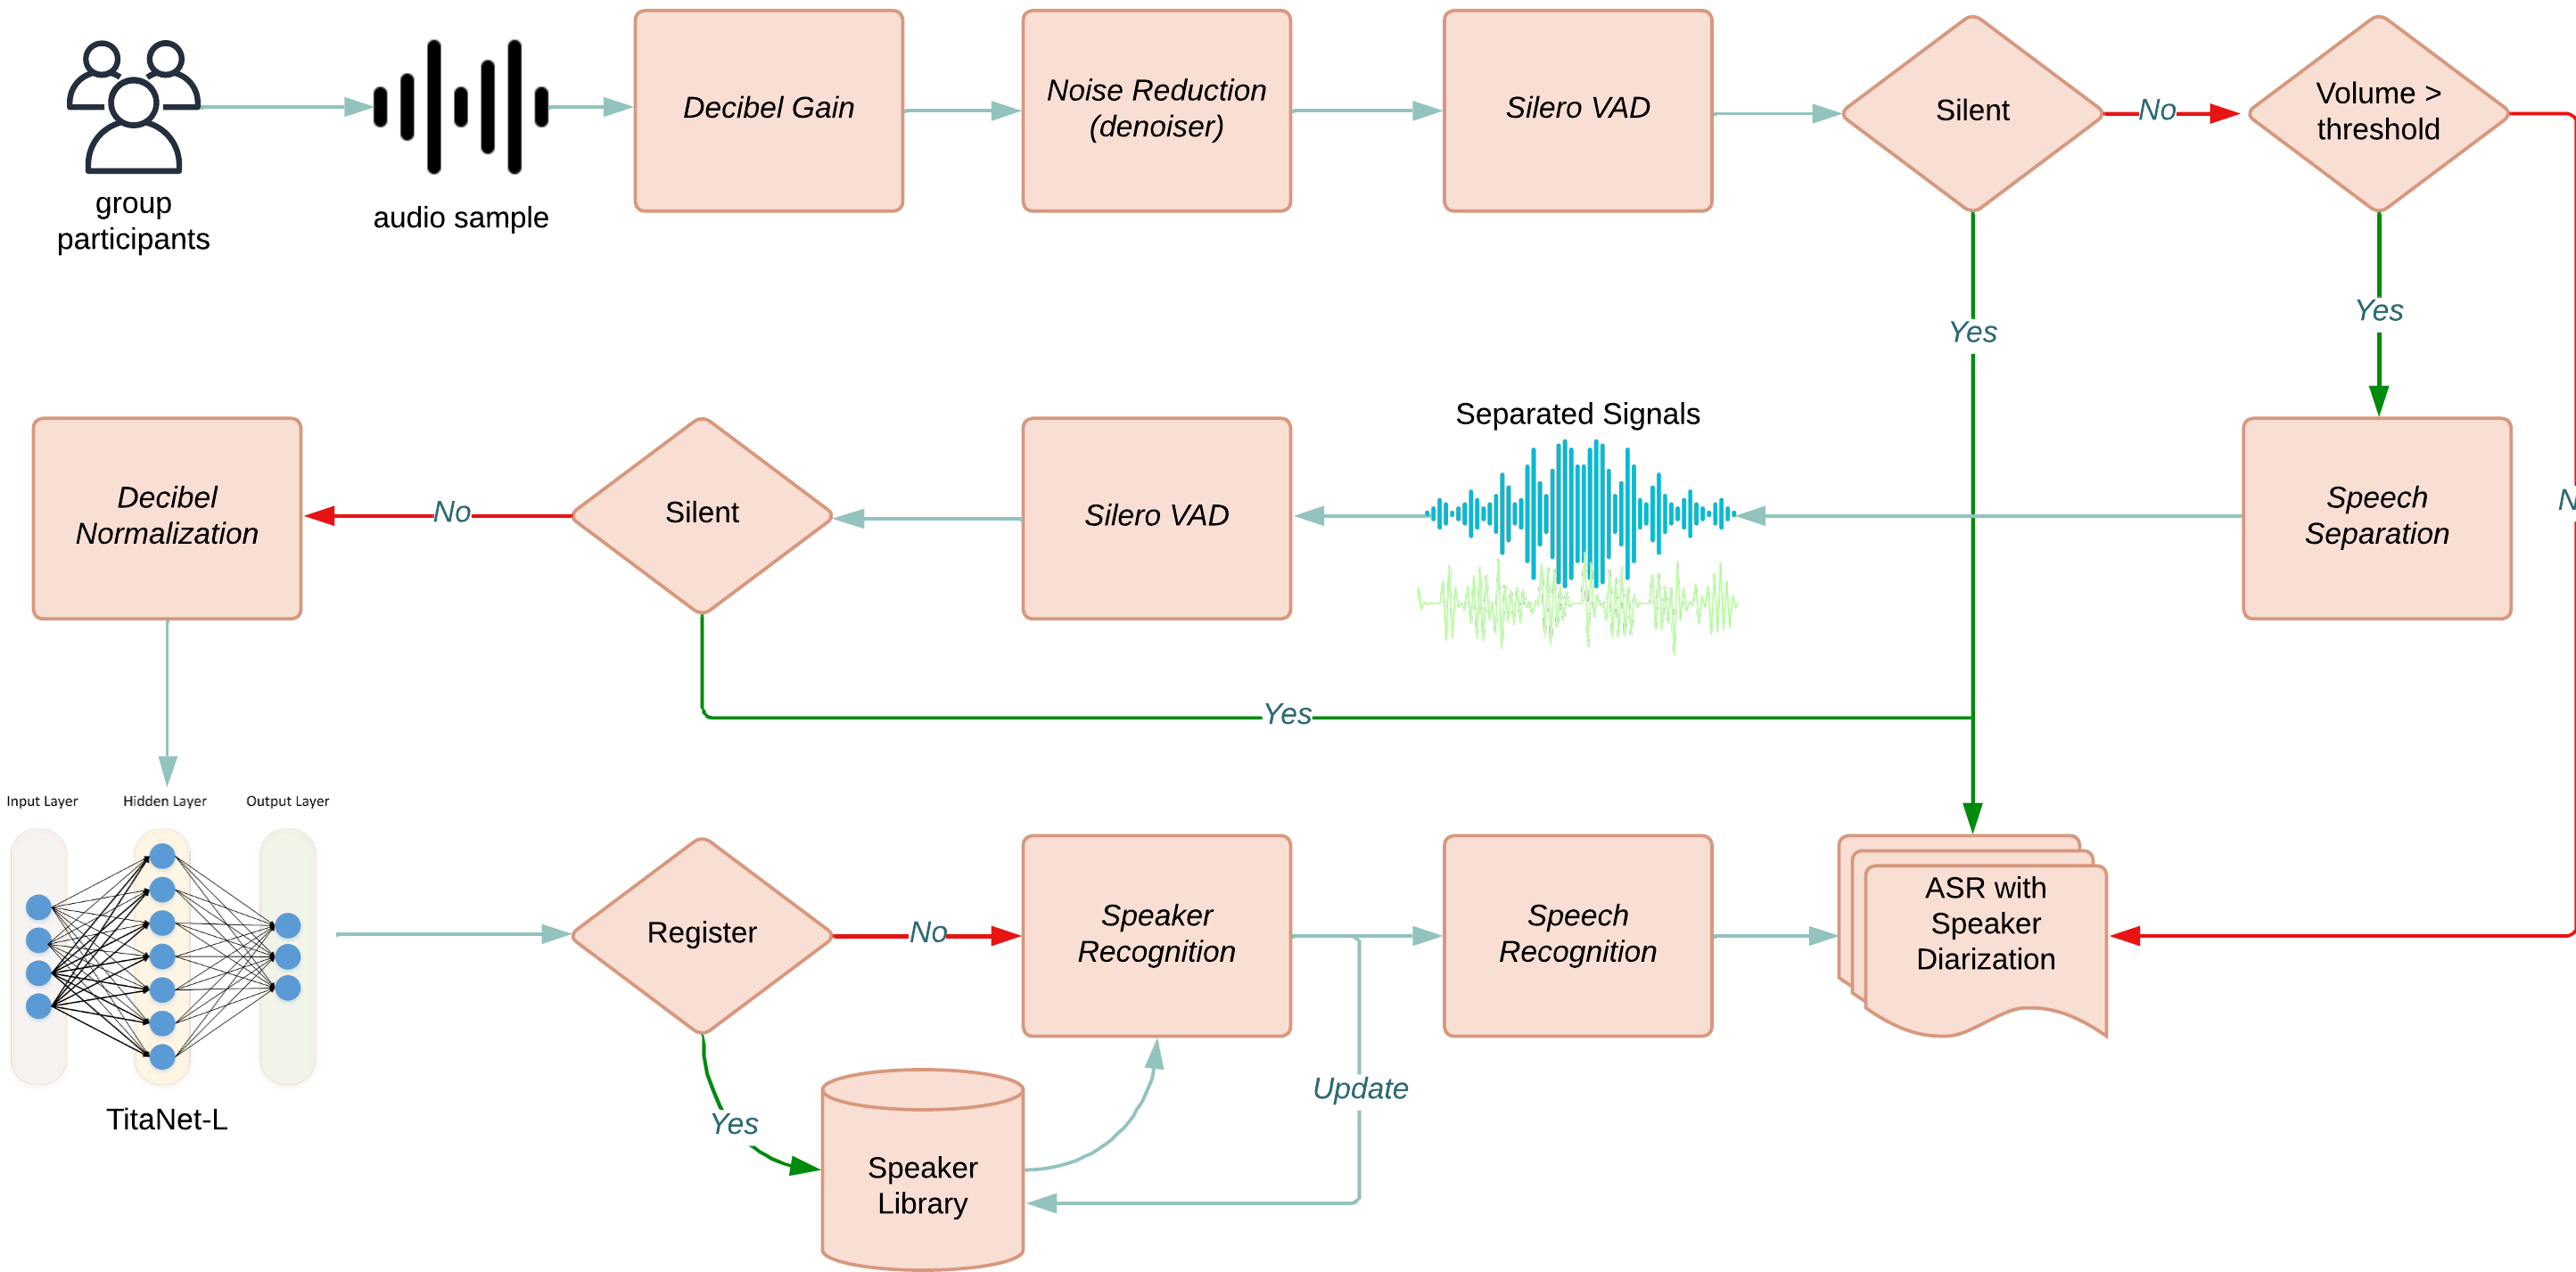 group
participants
audio sample
Decibel Gain
Noise Reduction
(denoiser)
Silero VAD
Silent
No
Volume >
threshold
Yes
Yes
Decibel
Normalization
No
Silent
Silero VAD
Separated Signals
Speech
Separation
N
Yes
Input Layer
Hidden Layer
Output Layer
TitaNet-L
Register
No
Speaker
Recognition
Speech
Recognition
ASR with
Speaker
Diarization
Yes
Speaker
Library
Update